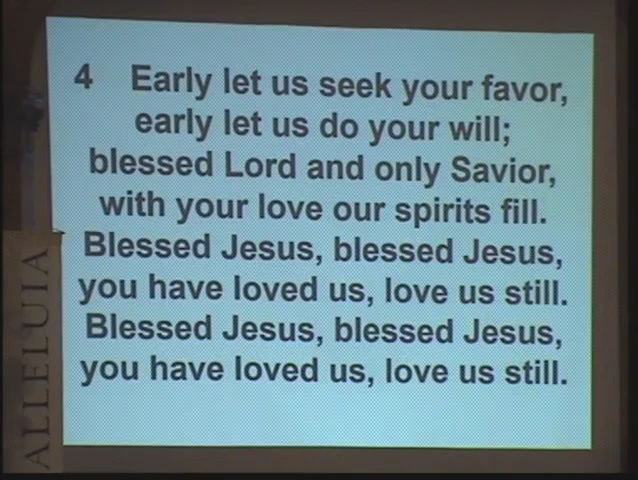 4 Early let us seek your favor,
early let us do your will;
blessed Lord and only Savior,
with your love our spirits fill.
Blessed Jesus, blessed Jesus,
you have loved us, love us still.
Blessed Jesus, blessed Jesus,
you have loved us, love us still.
ALLELUIA